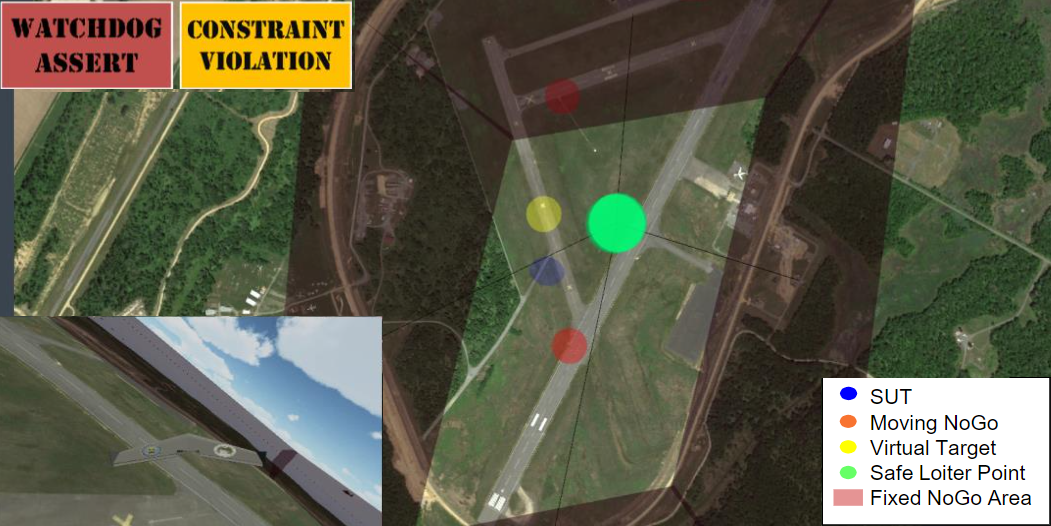 WATCHDOG
ASSERT
CONSTRAINT
VIOLATION
SUT
Moving NoGo
Virtual Target
Safe Loiter Point
Fixed NoGo Area